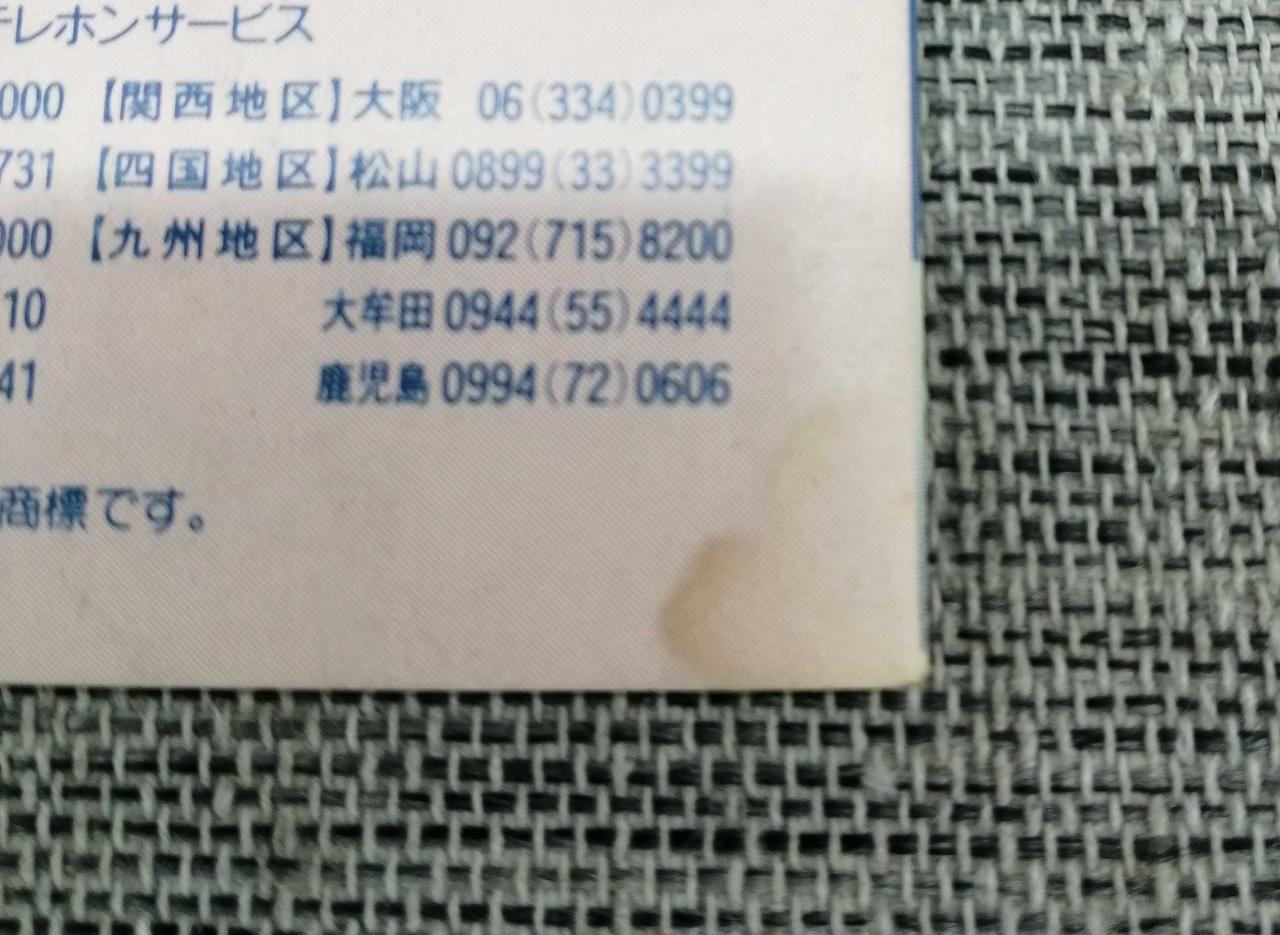 テレホンサービス
000 【関西地区】大阪 06(334)0399
731 【四国地区】松山 0899(33)3399
000 【九州地区】福岡 092(715)8200
10 大牟田 0944(55)4444
41 鹿児島 0994(72)0606
商標です。